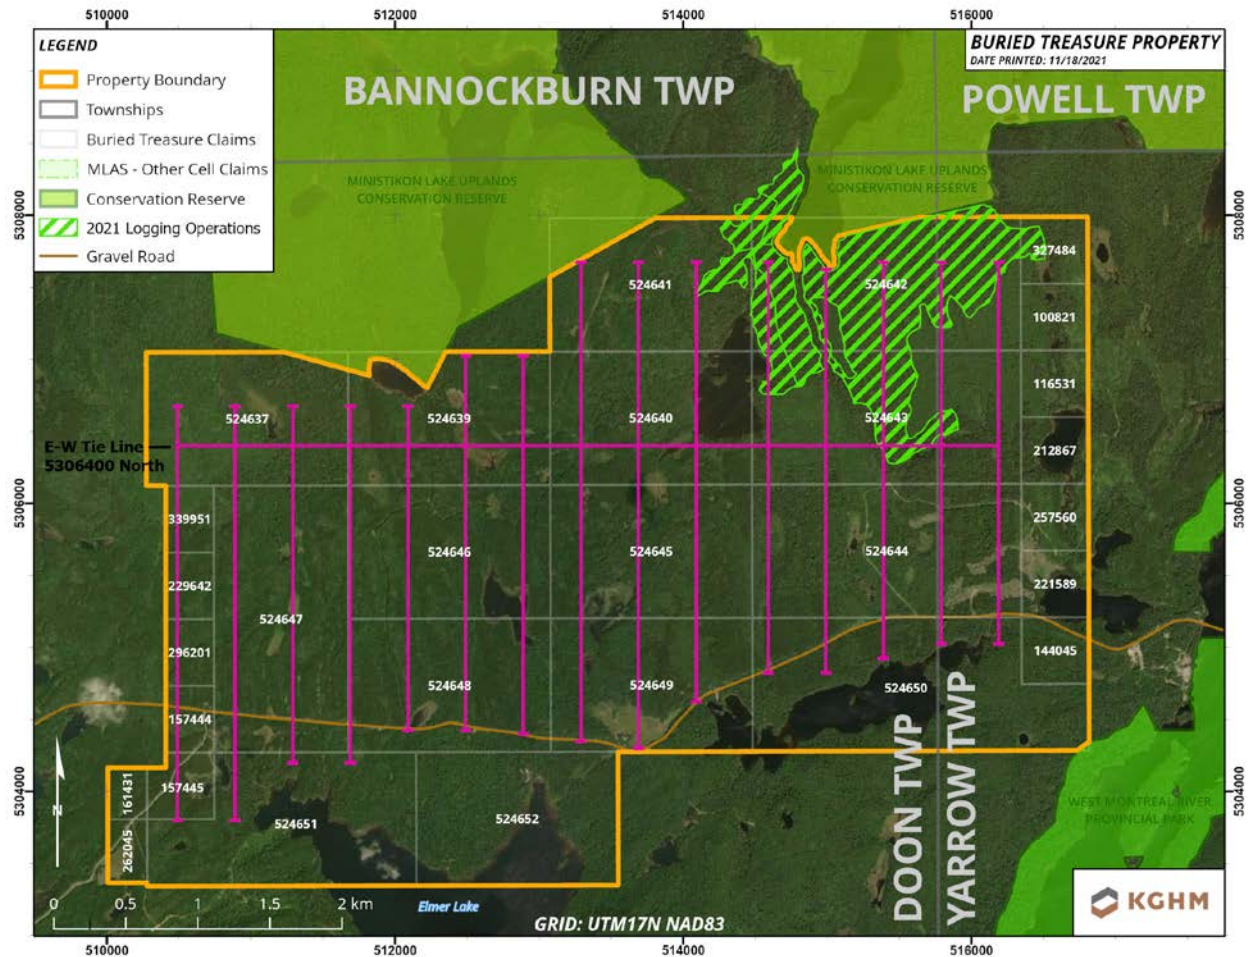 510000
512000
514000
516000
LEGEND
Property Boundary
Townships
Buried Treasure Claims
MLAS - Other Cell Claims
Conservation Reserve
2021 Logging Operations
Gravel Road
BURIED TREASURE PROPERTY
DATE PRINTED: 11/18/2021
BANNOCKBURN TWP
POWELL TWP
MINISTIKON LAKE UPLANDS
CONSERVATION RESERVE
MINISTIKON LAKE UPLANDS
CONSERVATION RESERVE
5308000
5308000
327484
524641
524642
100821
116531
524637
524639
524640
524643
E-W Tie Line
5306400 North
212867
5306000
5306000
339951
257560
524646
524645
524644
229642
221589
524647
296201
144045
524648
524649
524650
157444
DOON TWP
YARROW TWP
5304000
5304000
161431
157445
WEST MONTREAL RIVER
PROVINCIAL PARK
524651
524652
262045
N
0 0.5 1 1.5 2 km
Elmer Lake
GRID: UTM17N NAD83
KGHM
510000
512000
514000
516000